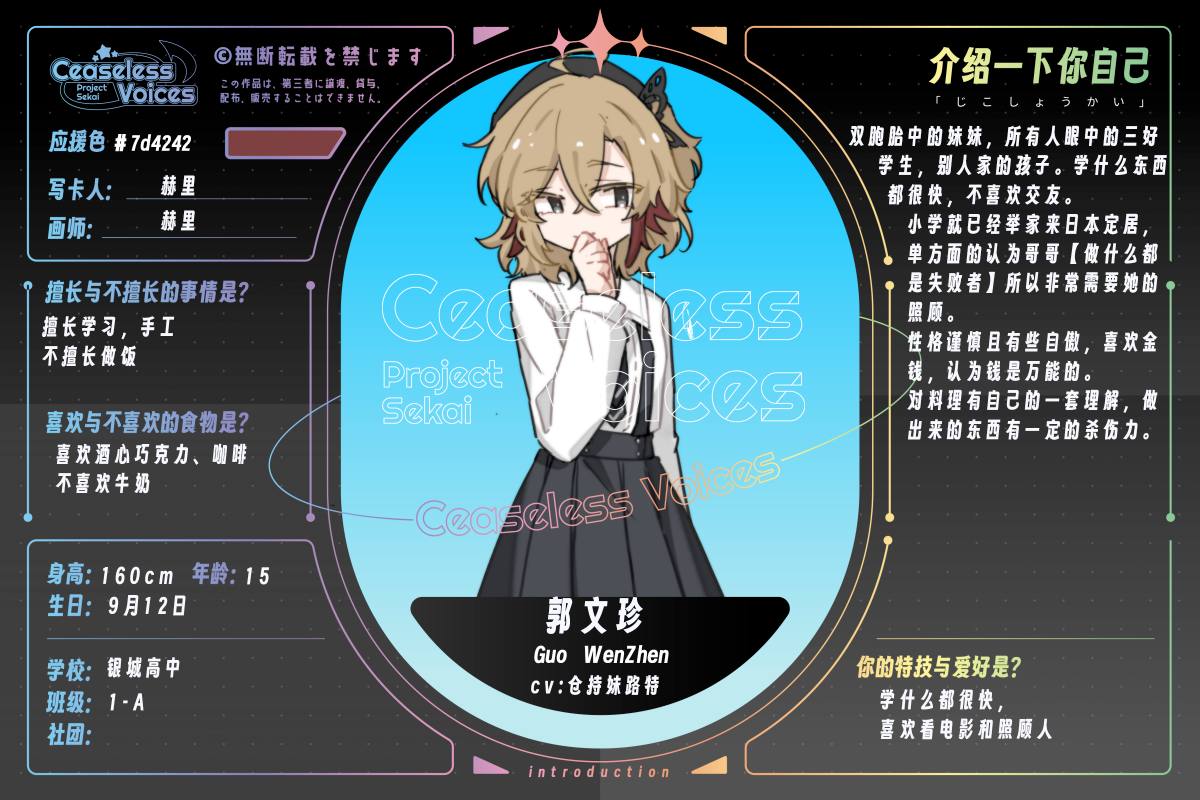 Ceaseless
Project
Sekai
Voices
©無断転載を禁じます
この作品は、第三者に譲渡、貸与、
配布、販売することはできません。
应援色 #7d4242
写卡人: 赫里
画师: 赫里
擅长与不擅长的事情是?
擅长学习，手工
不擅长做饭
喜欢与不喜欢的食物是?
喜欢酒心巧克力、咖啡
不喜欢牛奶
身高: 160cm 年龄: 15
生日: 9月12日
学校: 银城高中
班级: 1-A
社团:
Ceaseless
Project
Sekai
Voices
Ceaseless Voices
郭文珍
Guo WenZhen
cv:仓持妹路特
introduction
介绍一下你自己
「じこしょうかい」
双胞胎中的妹妹，所有人眼中的三好
学生，别人家的孩子。学什么东西
都很快，不喜欢交友。
小学就已经举家来日本定居，
单方面的认为哥哥【做什么都
是失败者】所以非常需要她的
照顾。
性格谨慎且有些自傲，喜欢金
钱，认为钱是万能的。
对料理有自己的一套理解，做
出来的东西有一定的杀伤力。
你的特技与爱好是?
学什么都很快，
喜欢看电影和照顾人